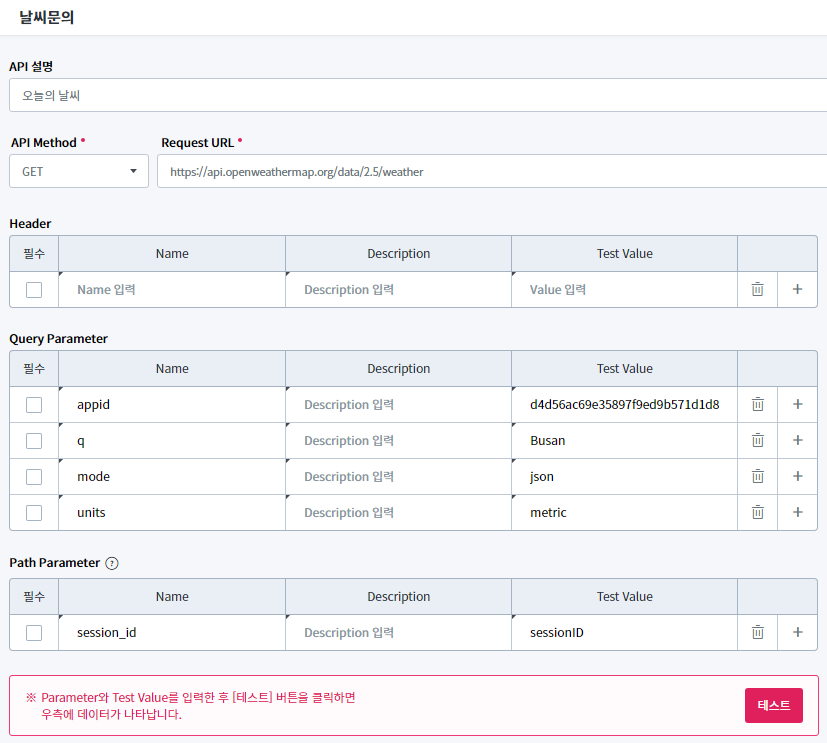 날씨문의
API 설명
오늘의 날씨
API Method • Request URL •
GET https://api.openweathermap.org/data/2.5/weather
Header
필수 Name Description Test Value
Name 입력 Description 입력 Value 입력 +
Query Parameter
필수 Name Description Test Value
appid Description 입력 d4d56ac69e35897f9ed9b571d1d8 +
q Description 입력 Busan +
mode Description 입력 json +
units Description 입력 metric +
Path Parameter ?
필수 Name Description Test Value
session_id Description 입력 sessionID +
※ Parameter와 Test Value를 입력한 후 [테스트] 버튼을 클릭하면
우측에 데이터가 나타납니다.
테스트